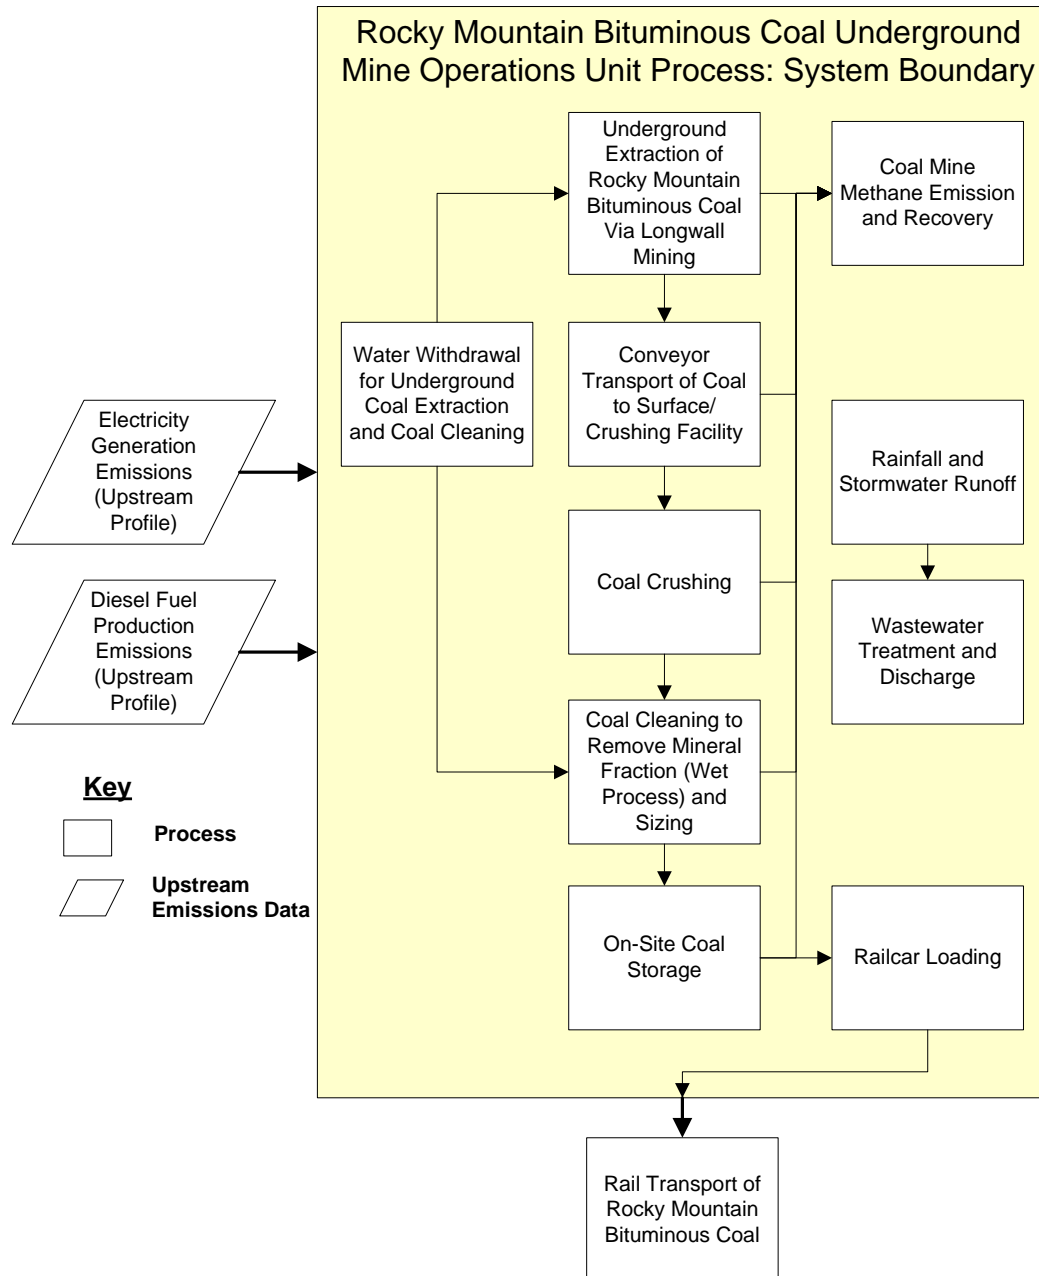 Rocky Mountain Bituminous Coal Underground
Mine Operations Unit Process: System Boundary
Underground
Extraction of
Rocky Mountain
Bituminous Coal
Via Longwall
Mining
Coal Mine
Methane Emission
and Recovery
Water Withdrawal
for Underground
Coal Extraction
and Coal Cleaning
Conveyor
Transport of Coal
to Surface/
Crushing Facility
Electricity
Generation
Emissions
(Upstream
Profile)
Rainfall and
Stormwater Runoff
Coal Crushing
Diesel Fuel
Production
Emissions
(Upstream
Profile)
Wastewater
Treatment and
Discharge
Coal Cleaning to
Remove Mineral
Fraction (Wet
Process) and
Sizing
Key
Process
Upstream
Emissions Data
On-Site Coal
Storage
Railcar Loading
Rail Transport of
Rocky Mountain
Bituminous Coal